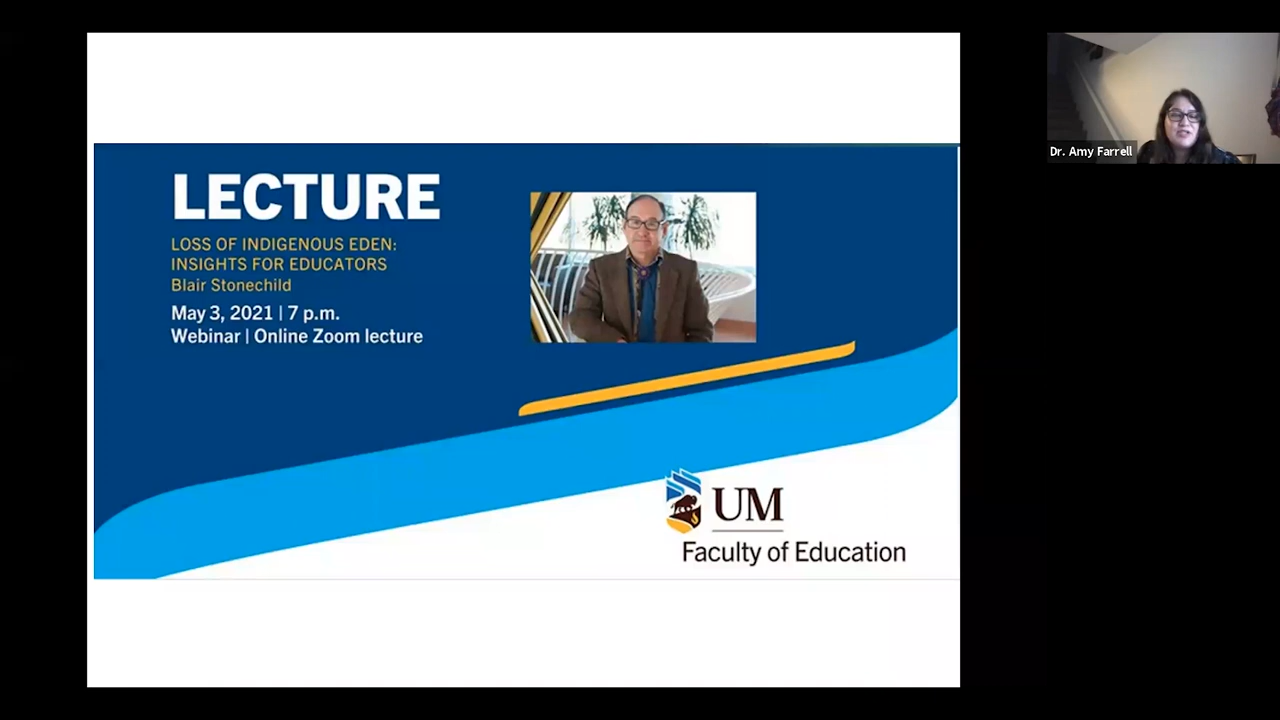 LECTURE
LOSS OF INDIGENOUS EDEN:
INSIGHTS FOR EDUCATORS
Blair Stonechild
May 3, 2021 | 7 p.m.
Webinar | Online Zoom lecture
UM
Faculty of Education
Dr. Amy Farrell